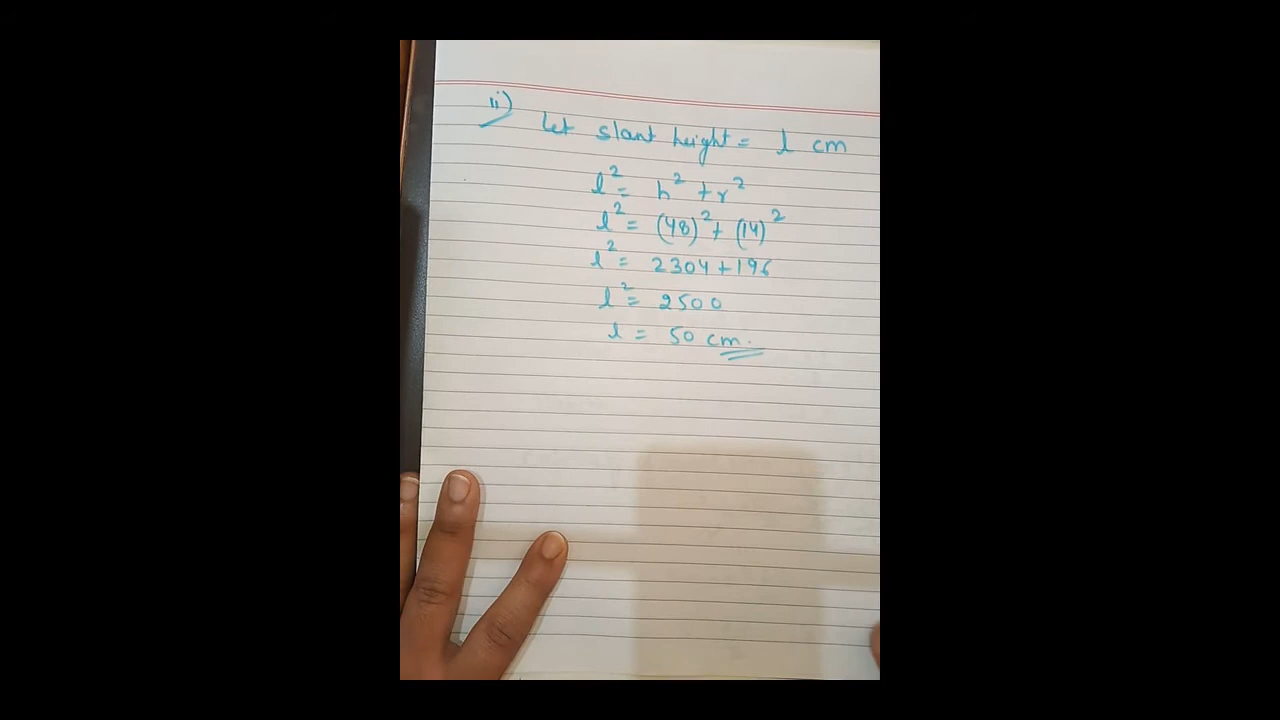 ii)
Let slant height = l cm
l² = h² + r²
l² = (48)² + (14)²
l² = 2304 + 196
l² = 2500
l = 50 cm.